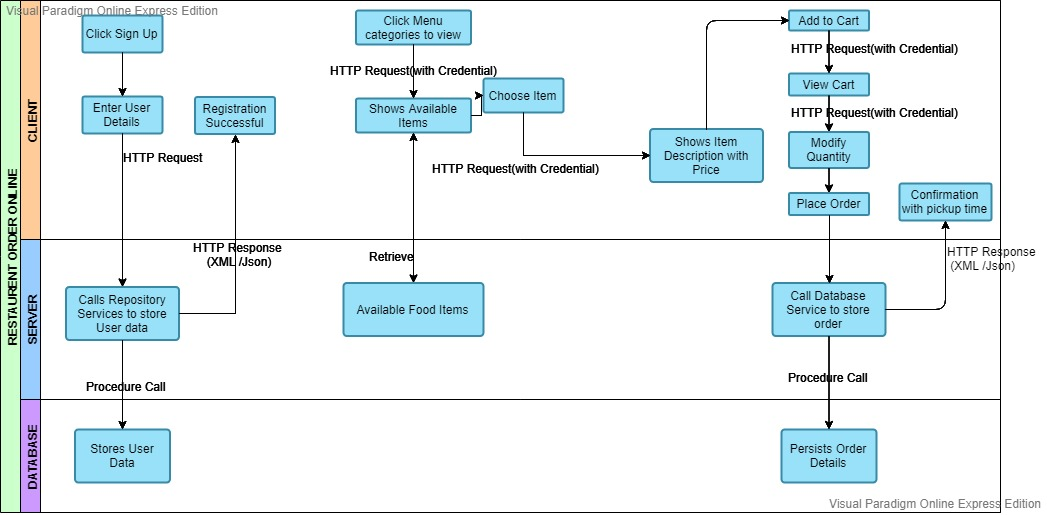 Visual Paradigm Online Express Edition
RESTAURENT ORDER ONLINE
CLIENT
Click Sign Up
Enter User
Details
HTTP Request
Registration
Successful
Click Menu
categories to view
HTTP Request(with Credential)
Shows Available
Items
Choose Item
HTTP Request(with Credential)
Shows Item
Description with
Price
Add to Cart
HTTP Request(with Credential)
View Cart
HTTP Request(with Credential)
Modify
Quantity
Place Order
Confirmation
with pickup time
SERVER
HTTP Response
(XML /Json)
Calls Repository
Services to store
User data
Procedure Call
Retrieve
Available Food Items
Call Database
Service to store
order
HTTP Response
(XML /Json)
Procedure Call
DATABASE
Stores User
Data
Persists Order
Details
Visual Paradigm Online Express Edition